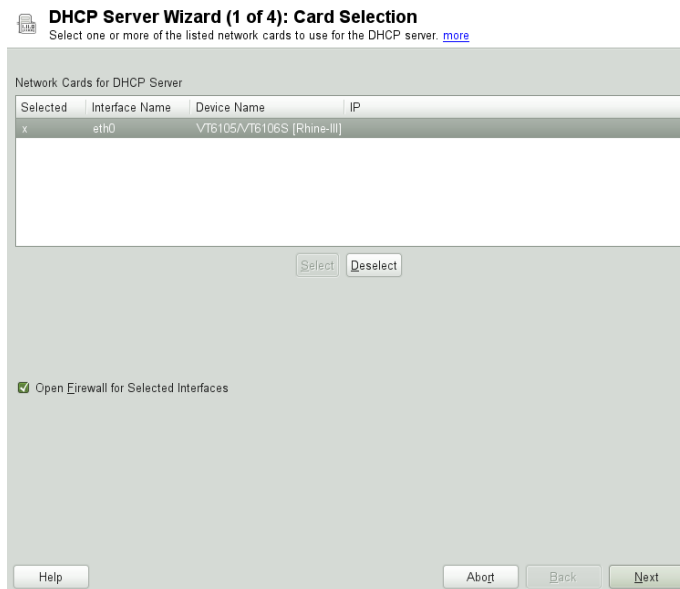 DHCP Server Wizard (1 of 4): Card Selection
Select one or more of the listed network cards to use for the DHCP server. more
Network Cards for DHCP Server
Selected Interface Name Device Name IP
x eth0 VT6105/VT6106S [Rhine-III]
Select Deselect
Open Firewall for Selected Interfaces
Help Abort Back Next